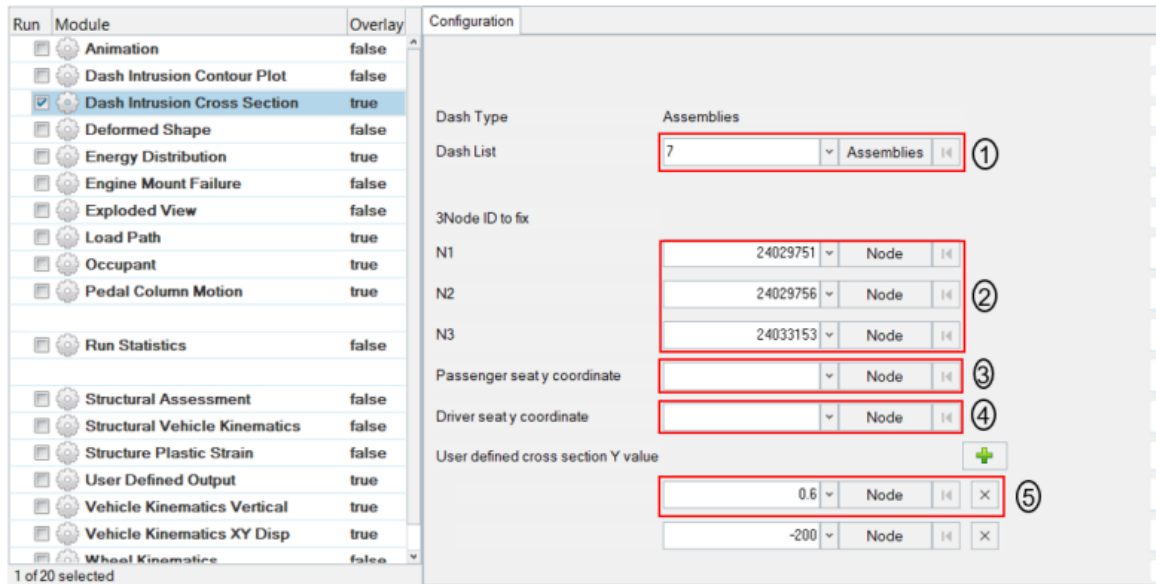 Run Module Overlay
Animation false
Dash Intrusion Contour Plot false
Dash Intrusion Cross Section true
Deformed Shape false
Energy Distribution true
Engine Mount Failure false
Exploded View false
Load Path true
Occupant true
Pedal Column Motion true
Run Statistics false
Structural Assessment false
Structural Vehicle Kinematics false
Structure Plastic Strain false
User Defined Output true
Vehicle Kinematics Vertical true
Vehicle Kinematics XY Disp true
Wheel Kinematics false
1 of 20 selected
Configuration
Dash Type Assemblies
Dash List 7 Assemblies ①
3Node ID to fix
N1 24029751 Node
N2 24029756 Node ②
N3 24033153 Node
Passenger seat y coordinate Node ③
Driver seat y coordinate Node ④
User defined cross section Y value
0.6 Node ⑤
-200 Node